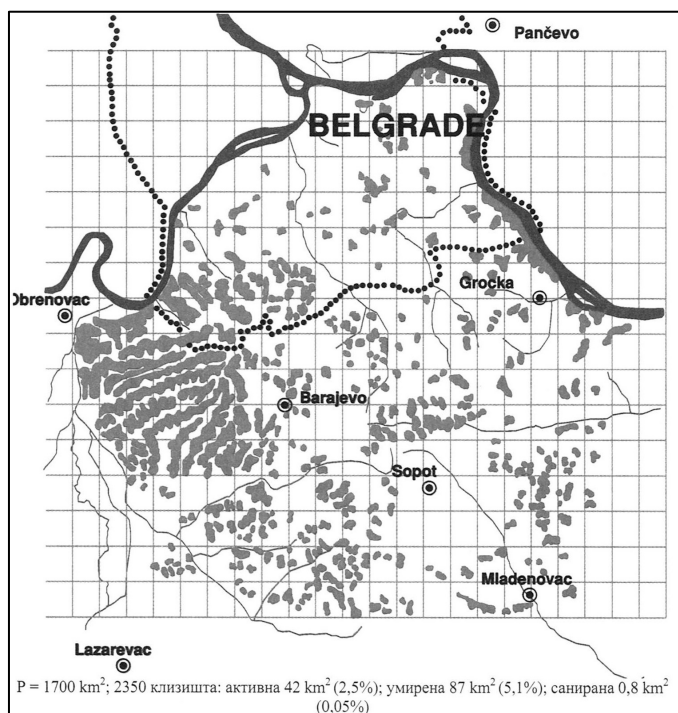 Pančevo
BELGRADE
Obrenovac
Grocka
Barajevo
Sopot
Mladenovac
Lazarevac
P = 1700 km²; 2350 клизишта: активна 42 km² (2,5%); умирена 87 km² (5,1%); санирана 0,8 km²
(0,05%)